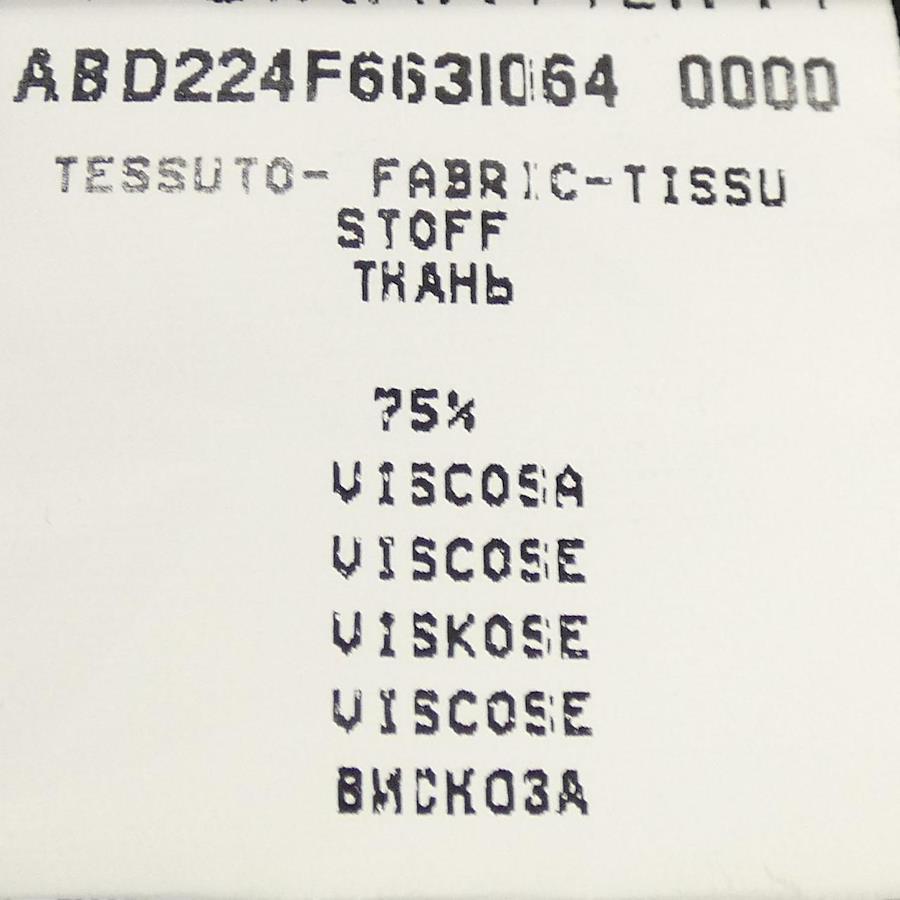 ABD224F6631064 0000
TESSUTO- FABRIC-TISSU
STOFF
ТКАНЬ
75%
VISCOSA
VISCOSE
VISKOSE
VISCOSE
ВИСКОЗА